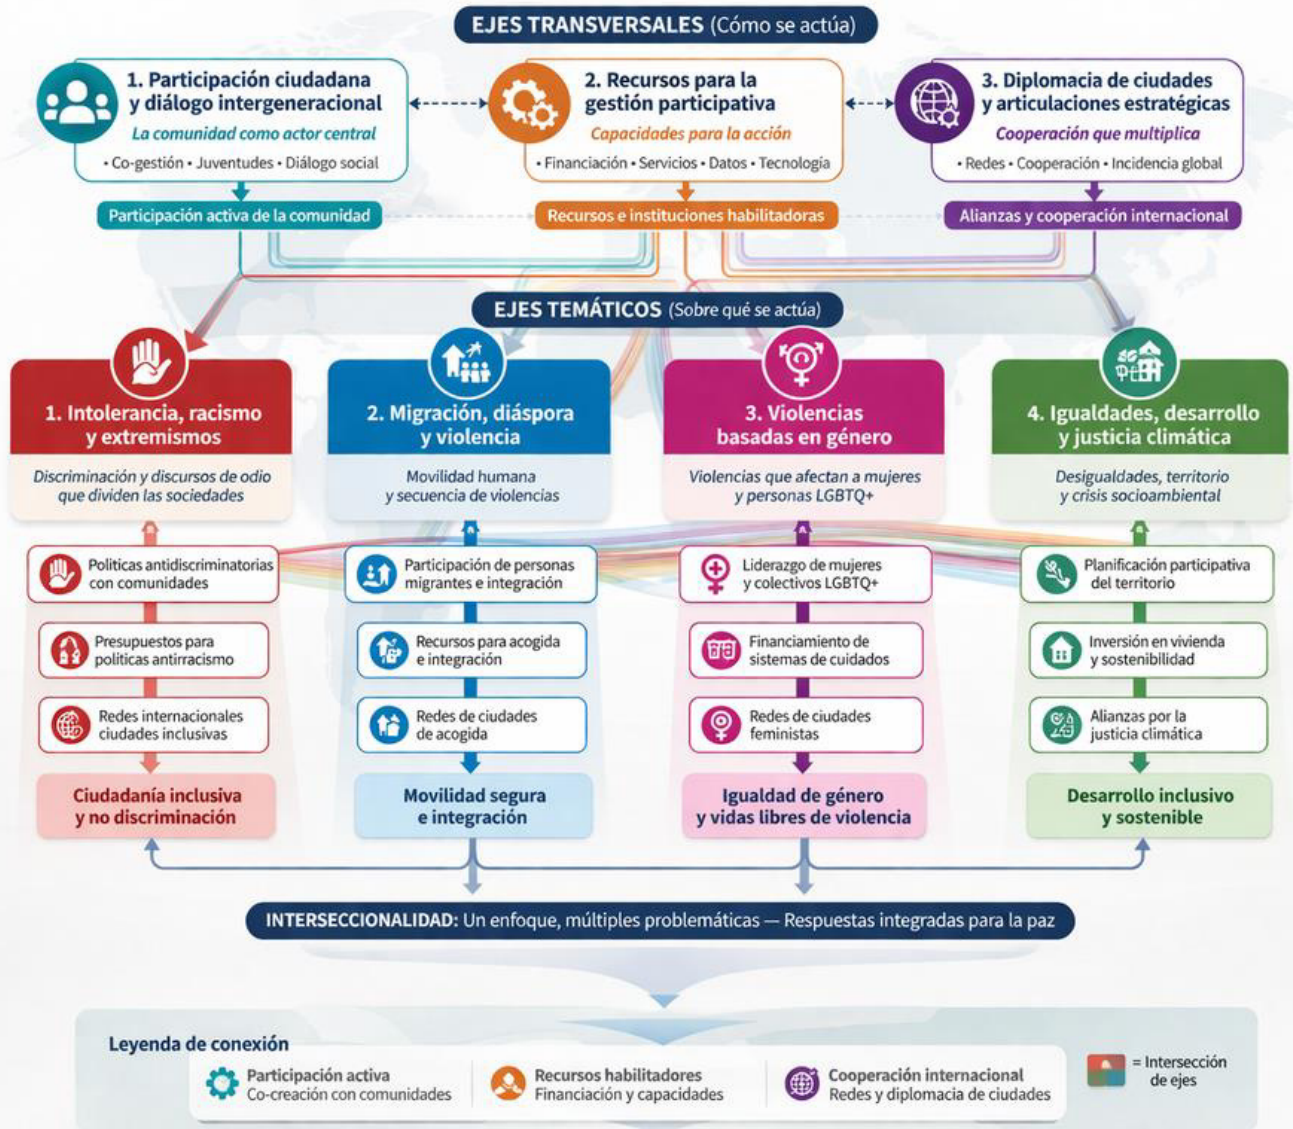 EJES TRANSVERSALES (Cómo se actúa)
1. Participación ciudadana
y diálogo intergeneracional
La comunidad como actor central
• Co-gestión • Juventudes • Diálogo social
2. Recursos para la
gestión participativa
Capacidades para la acción
• Financiación • Servicios • Datos • Tecnología
3. Diplomacia de ciudades
y articulaciones estratégicas
Cooperación que multiplica
• Redes • Cooperación • Incidencia global
Participación activa de la comunidad
Recursos e instituciones habilitadoras
Alianzas y cooperación internacional
EJES TEMÁTICOS (Sobre qué se actúa)
1. Intolerancia, racismo
y extremismos
Discriminación y discursos de odio
que dividen las sociedades
Políticas antidiscriminatorias
con comunidades
Presupuestos para
políticas antirracismo
Redes internacionales
ciudades inclusivas
Ciudadanía inclusiva
y no discriminación
2. Migración, diáspora
y violencia
Movilidad humana
y secuencia de violencias
Participación de personas
migrantes e integración
Recursos para acogida
e integración
Redes de ciudades
de acogida
Movilidad segura
e integración
3. Violencias
basadas en género
Violencias que afectan a mujeres
y personas LGBTQ+
Liderazgo de mujeres
y colectivos LGBTQ+
Financiamiento de
sistemas de cuidados
Redes de ciudades
feministas
Igualdad de género
y vidas libres de violencia
4. Igualdades, desarrollo
y justicia climática
Desigualdades, territorio
y crisis socioambiental
Planificación participativa
del territorio
Inversión en vivienda
y sostenibilidad
Alianzas por la
justicia climática
Desarrollo inclusivo
y sostenible
INTERSECCIONALIDAD: Un enfoque, múltiples problemáticas — Respuestas integradas para la paz
Leyenda de conexión
Participación activa
Co-creación con comunidades
Recursos habilitadores
Financiación y capacidades
Cooperación internacional
Redes y diplomacia de ciudades
= Intersección
de ejes